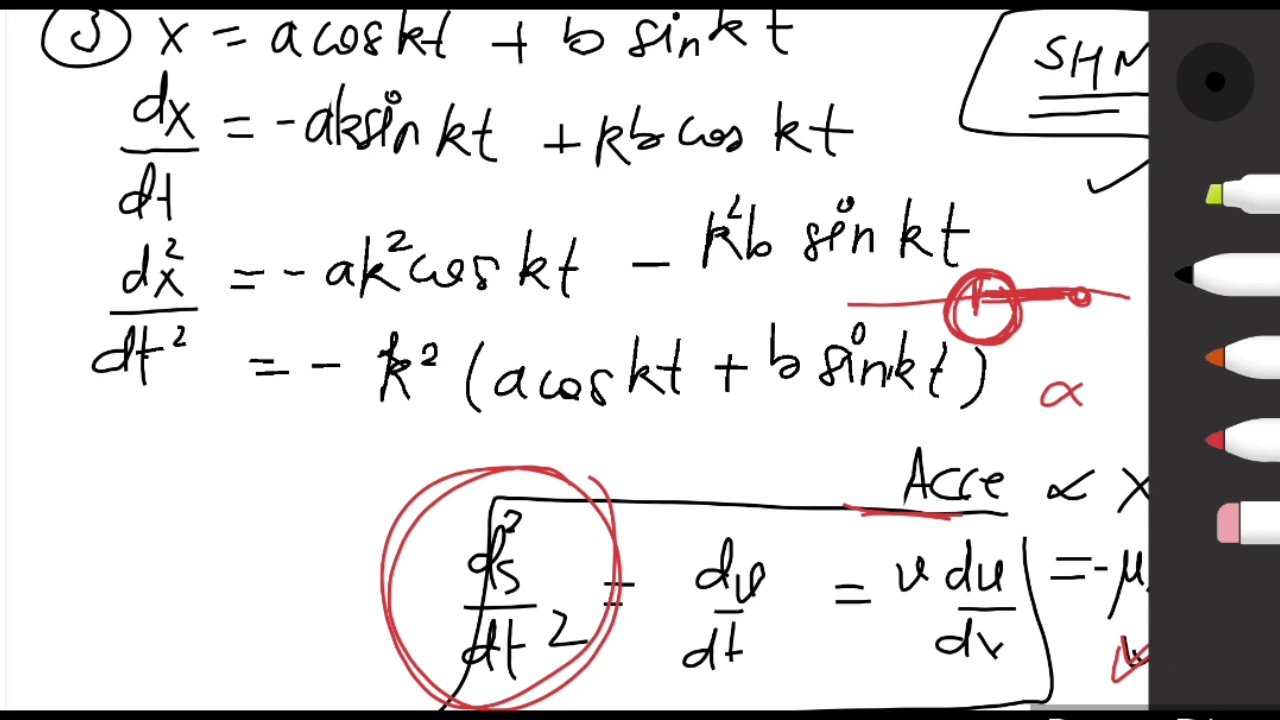 ③ x = a cos kt + b sin kt
SHM
dx/dt = - ak sin kt + kb cos kt
d²x/dt² = - ak² cos kt - k²b sin kt
= - k² (a cos kt + b sin kt)
α
Acce ∝ x
d²s/dt² = dv/dt = v dv/dx = - μ